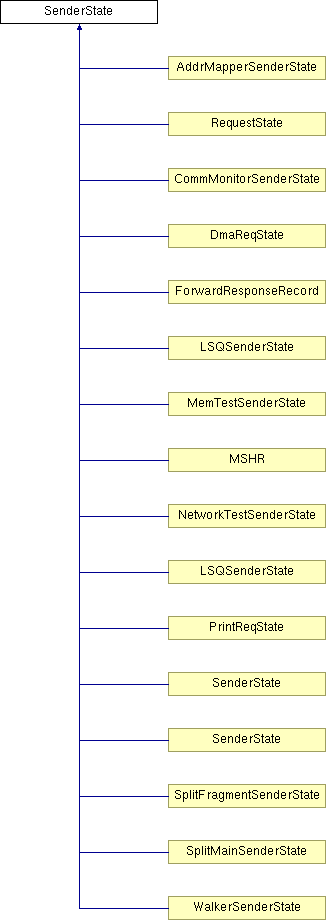 SenderState
AddrMapperSenderState
RequestState
CommMonitorSenderState
DmaReqState
ForwardResponseRecord
LSQSenderState
MemTestSenderState
MSHR
NetworkTestSenderState
LSQSenderState
PrintReqState
SenderState
SenderState
SplitFragmentSenderState
SplitMainSenderState
WalkerSenderState